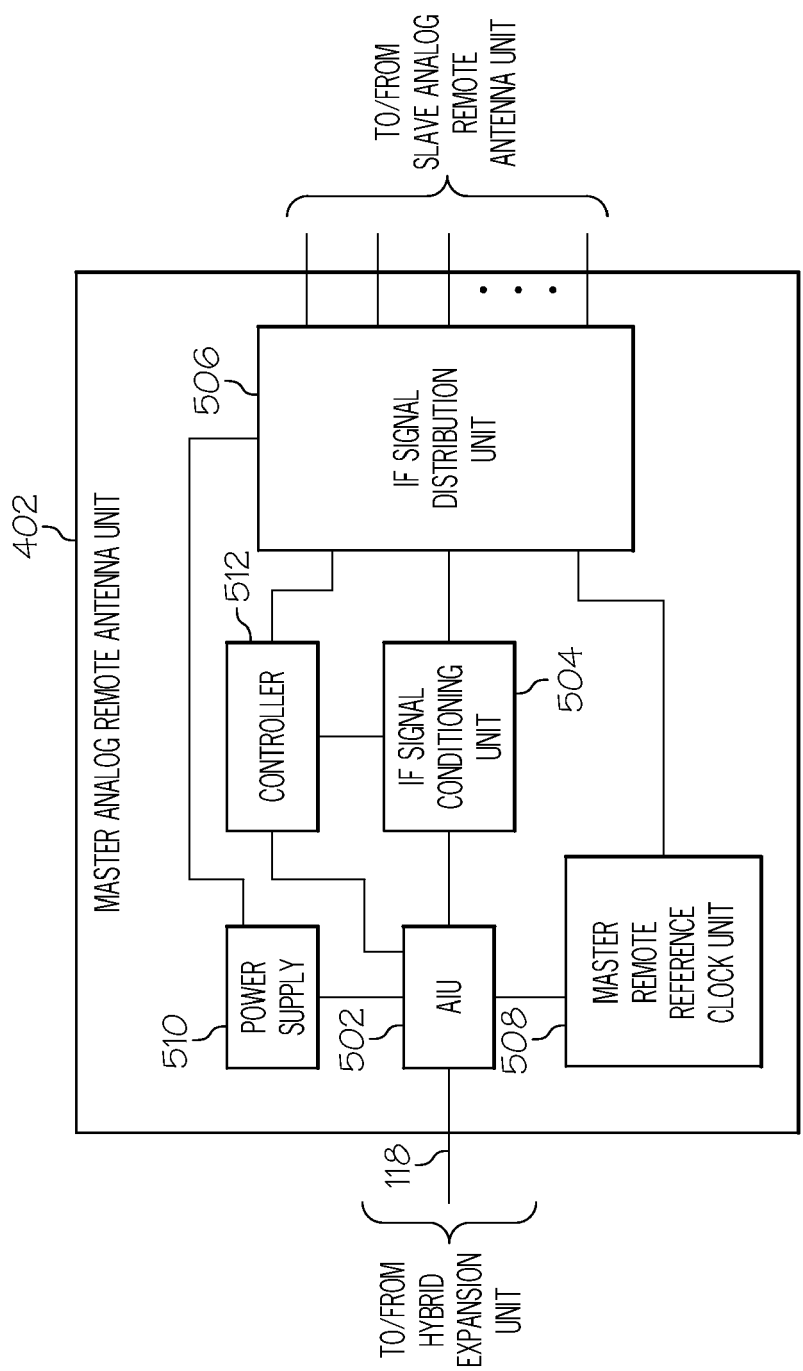 402
MASTER ANALOG REMOTE ANTENNA UNIT
TO/FROM
HYBRID
EXPANSION
UNIT
118
510
POWER
SUPPLY
502
AIU
508
MASTER
REMOTE
REFERENCE
CLOCK UNIT
512
CONTROLLER
IF SIGNAL
CONDITIONING
UNIT
504
506
IF SIGNAL
DISTRIBUTION
UNIT
TO/FROM
SLAVE ANALOG
REMOTE
ANTENNA UNIT